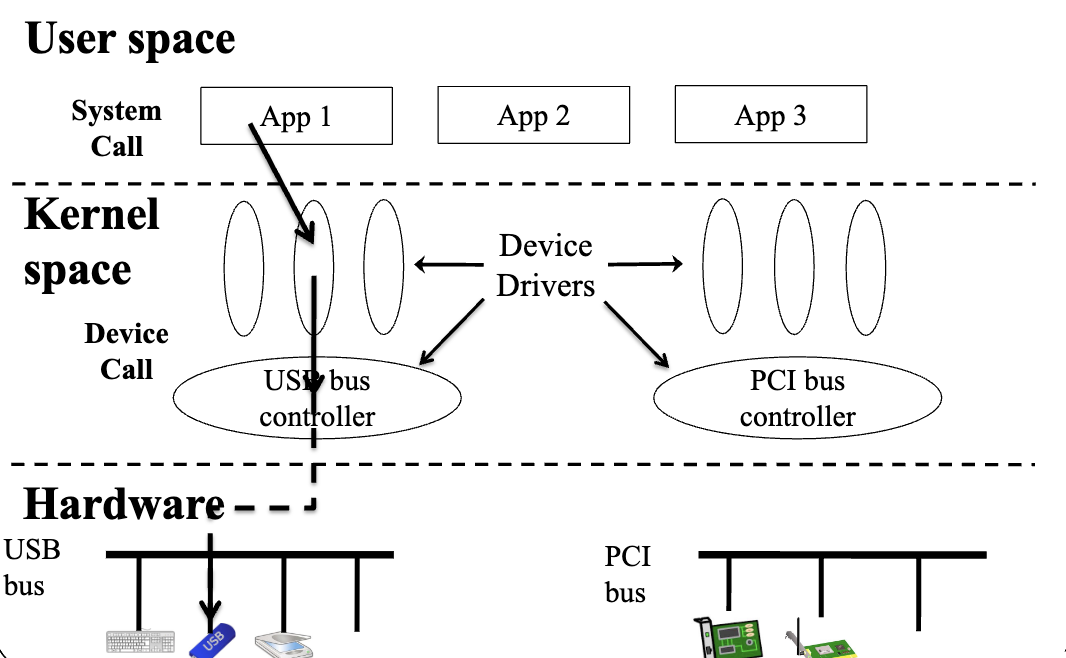 User space
System
Call
App 1
App 2
App 3
Kernel
space
Device
Drivers
Device
Call
USB bus
controller
PCI bus
controller
Hardware
USB
bus
PCI
bus
USB